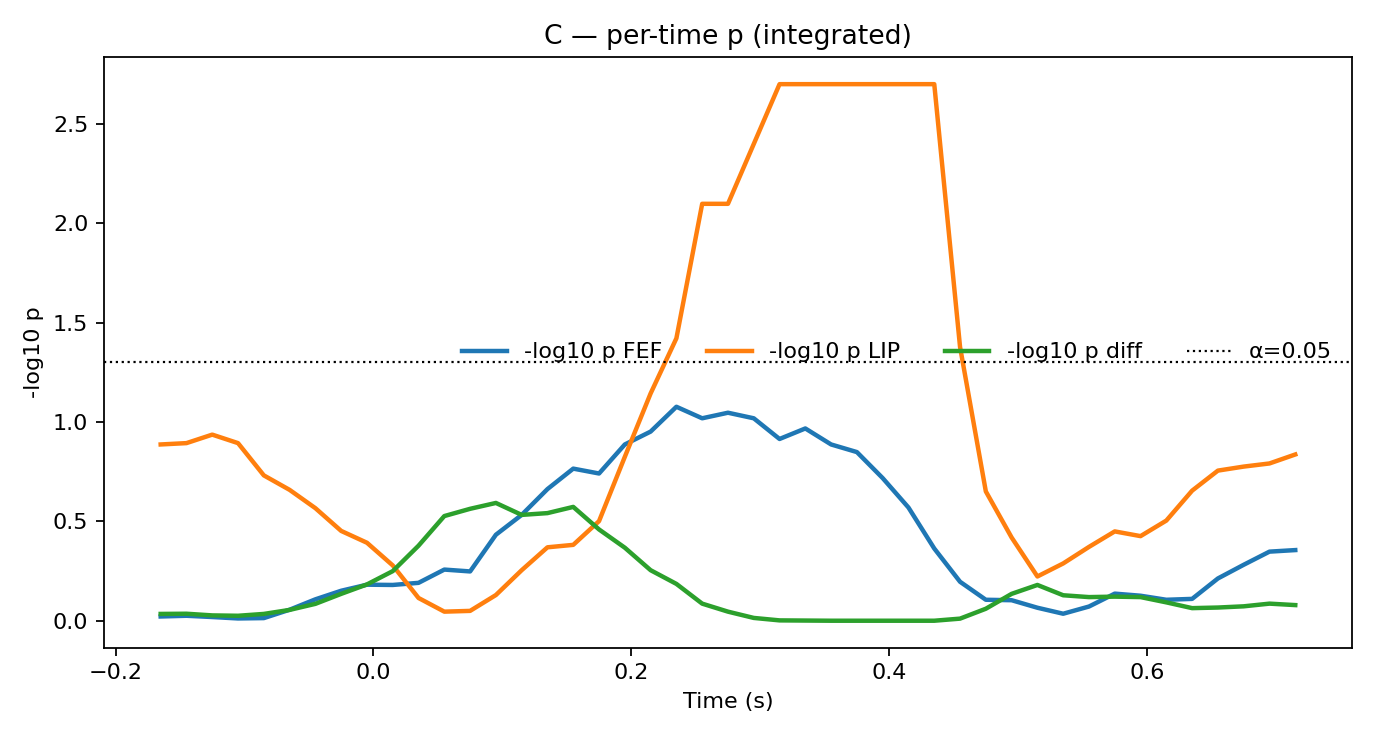 C — per-time p (integrated)
-log10 p
2.5
2.0
1.5
1.0
0.5
0.0
-log10 p FEF -log10 p LIP -log10 p diff α=0.05
−0.2 0.0 0.2 0.4 0.6
Time (s)